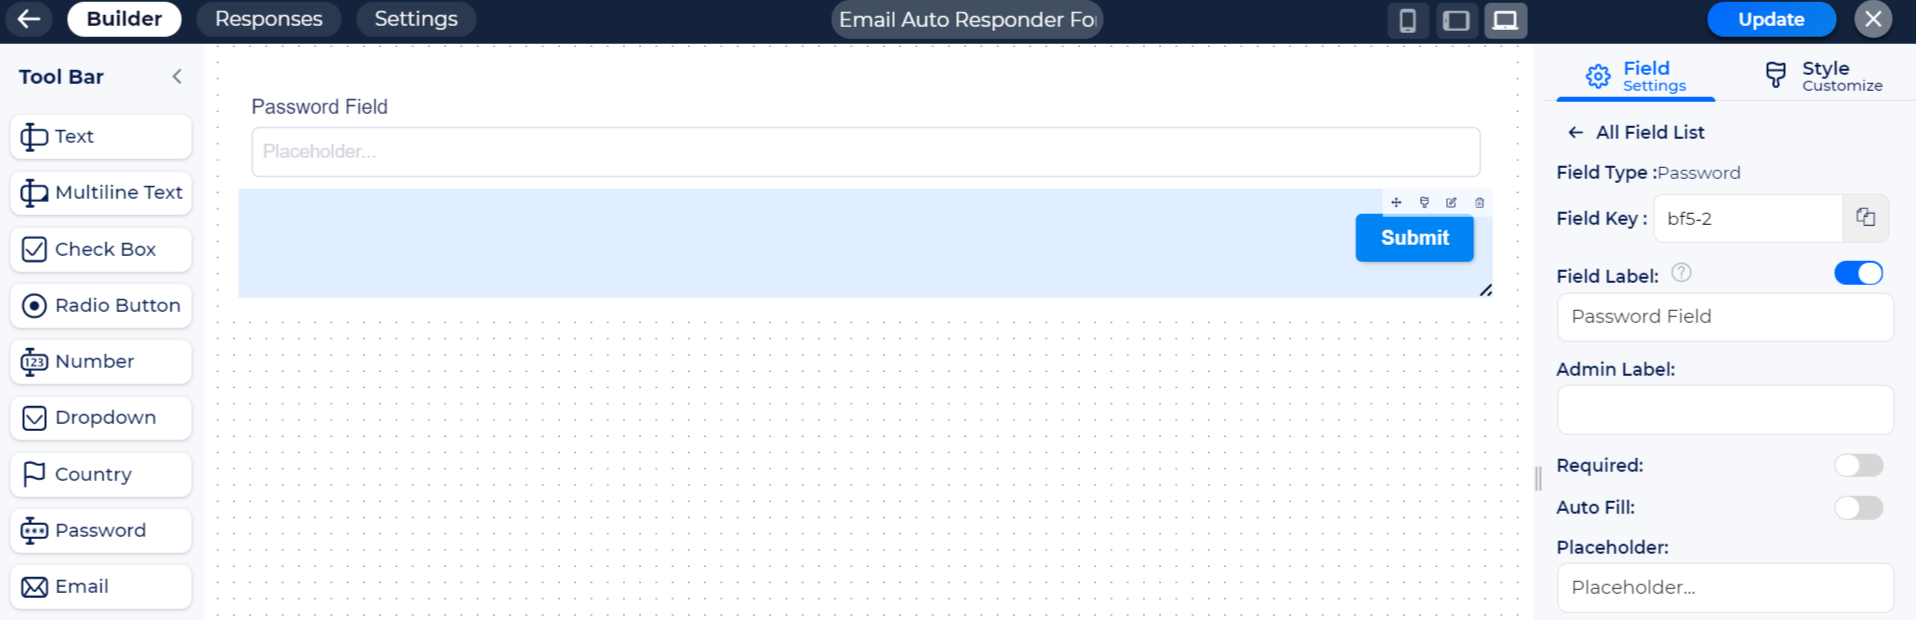 Builder
Responses
Settings
Email Auto Responder Fo
Update
Tool Bar
Text
Multiline Text
Check Box
Radio Button
123
Number
Dropdown
Country
***
Password
Email
Password Field
Placeholder...
Submit
Field
Settings
Style
Customize
All Field List
Field Type :Password
Field Key : bf5-2
Field Label: ?
Password Field
Admin Label:
Required:
Auto Fill:
Placeholder:
Placeholder...